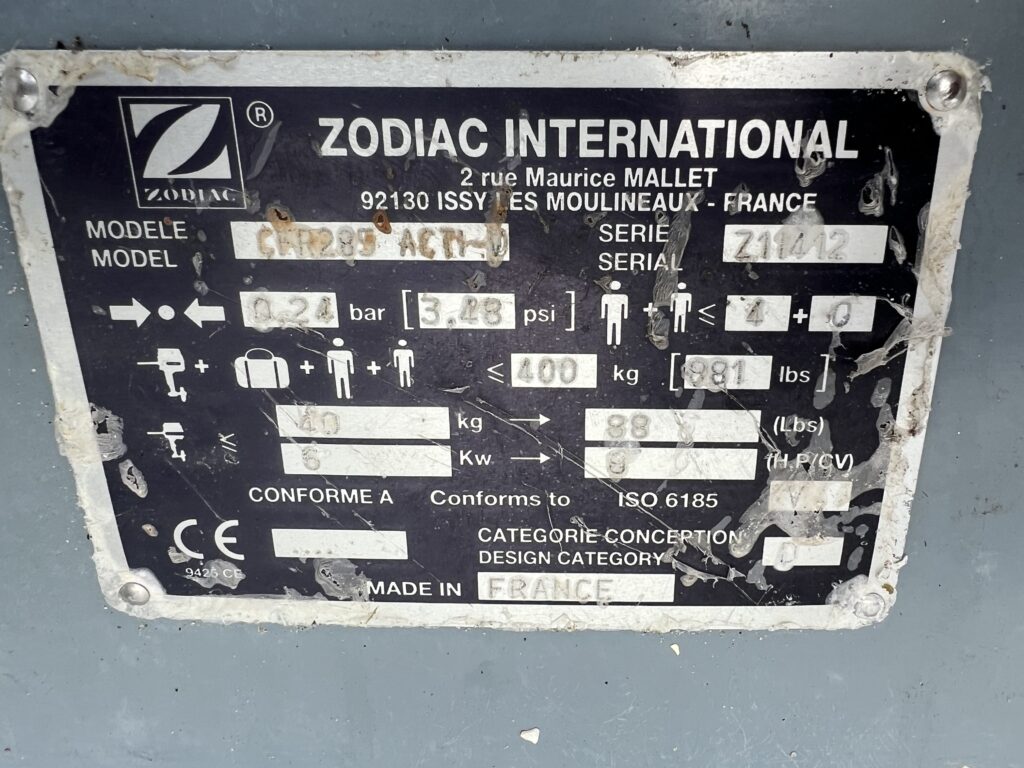 ZODIAC ®
ZODIAC INTERNATIONAL
2 rue Maurice MALLET
92130 ISSY LES MOULINEAUX - FRANCE
MODELE SERIE
MODEL SERIAL Z11412
0.24 bar [3.48 psi] + ≤ 4 + 0
+ + + ≤ 400 kg [881 lbs]
40 kg → 88 (Lbs)
6 Kw → 8 (H.P/CV)
CONFORME A Conforms to ISO 6185 V
CE CATEGORIE CONCEPTION
DESIGN CATEGORY D
9425 CE
MADE IN FRANCE